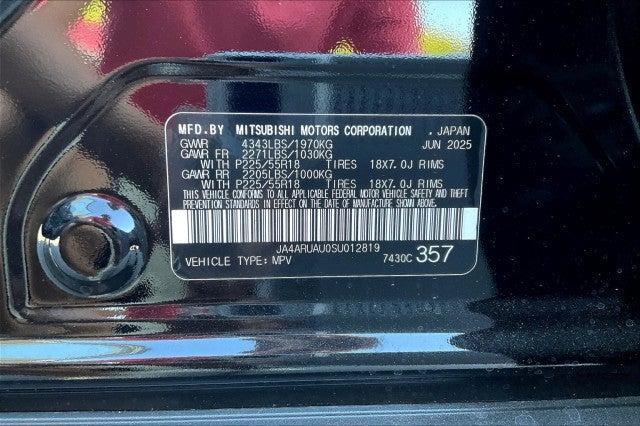 MFD.BY MITSUBISHI MOTORS CORPORATION . JAPAN
GVWR 4343LBS/1970KG JUN 2025
GAWR FR 2271LBS/1030KG
WITH P225/55R18 TIRES 18X7.0J RIMS
GAWR RR 2205LBS/1000KG
WITH P225/55R18 TIRES 18X7.0J RIMS
THIS VEHICLE CONFORMS TO ALL APPLICABLE FEDERAL MOTOR VEHICLE SAFETY AND THEFT
PREVENTION STANDARDS IN EFFECT ON THE DATE OF MANUFACTURE SHOWN ABOVE.
JA4ARUAU0SU012819
VEHICLE TYPE: MPV 7430C 357